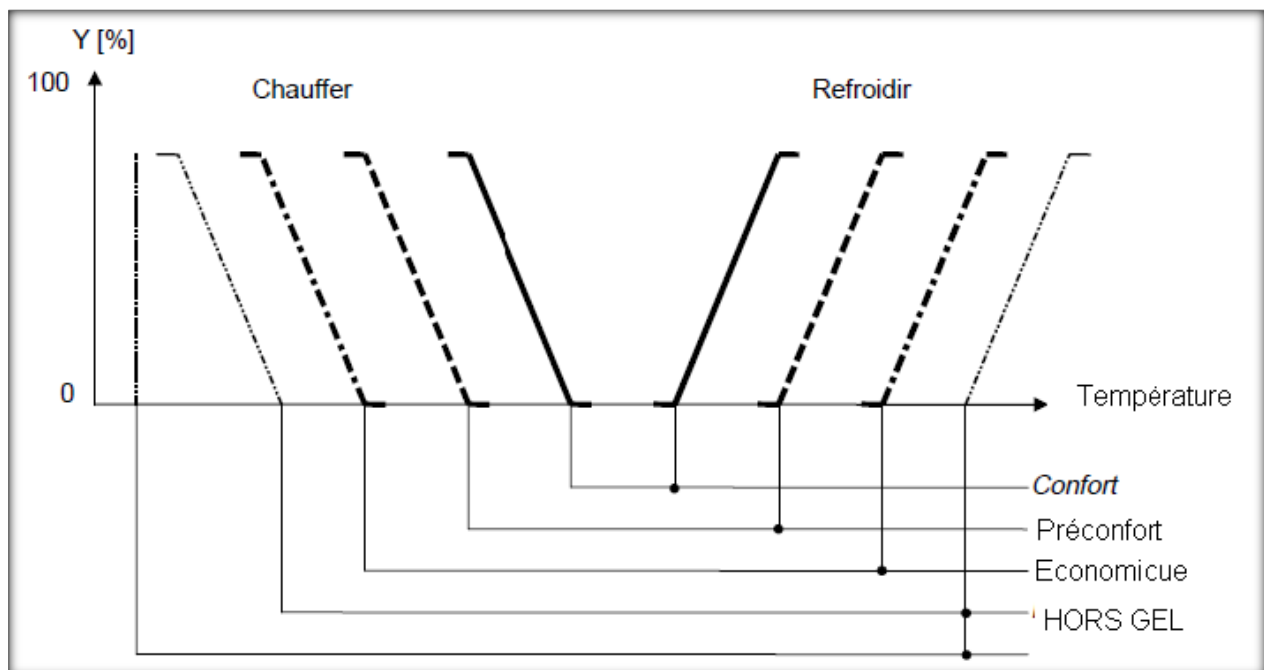 Y [%]
100
Chauffer
Refroidir
0
Température
Confort
Préconfort
Economicue
HORS GEL